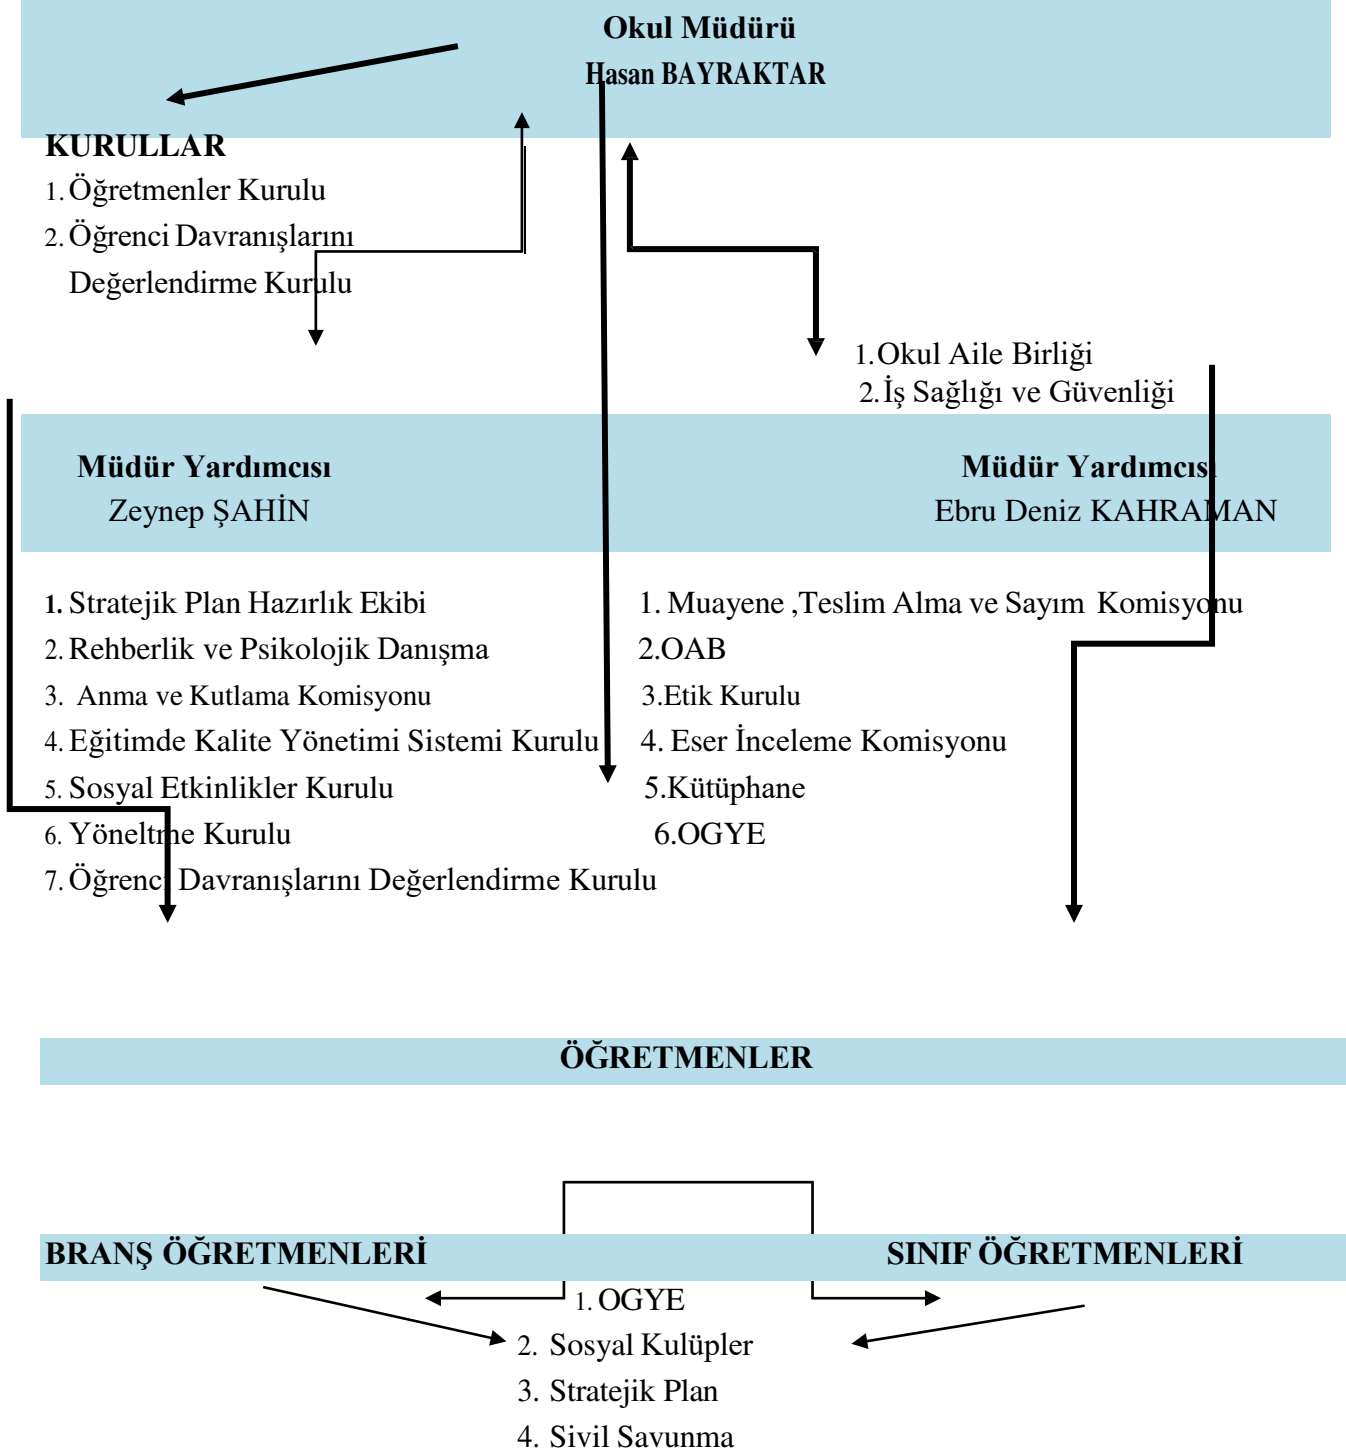 Okul Müdürü
Hasan BAYRAKTAR
KURULLAR
1. Öğretmenler Kurulu
2. Öğrenci Davranışlarını
Değerlendirme Kurulu
1.Okul Aile Birliği
2.İş Sağlığı ve Güvenliği
Müdür Yardımcısı
Zeynep ŞAHİN
Müdür Yardımcısı
Ebru Deniz KAHRAMAN
1. Stratejik Plan Hazırlık Ekibi
2. Rehberlik ve Psikolojik Danışma
3. Anma ve Kutlama Komisyonu
4. Eğitimde Kalite Yönetimi Sistemi Kurulu
5. Sosyal Etkinlikler Kurulu
6. Yöneltme Kurulu
7. Öğrenci Davranışlarını Değerlendirme Kurulu
1. Muayene ,Teslim Alma ve Sayım Komisyonu
2.OAB
3.Etik Kurulu
4. Eser İnceleme Komisyonu
5.Kütüphane
6.OGYE
ÖĞRETMENLER
BRANŞ ÖĞRETMENLERİ
SINIF ÖĞRETMENLERİ
1. OGYE
2. Sosyal Kulüpler
3. Stratejik Plan
4. Sivil Savunma